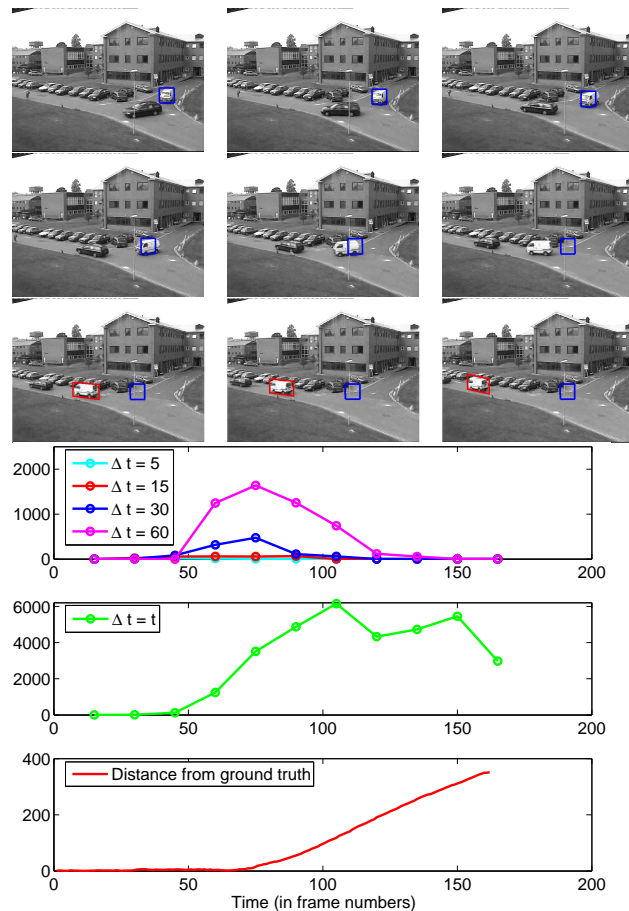 2000
1000
0
Δ t = 5
Δ t = 15
Δ t = 30
Δ t = 60
0 50 100 150 200
6000
4000
2000
0
Δ t = t
0 50 100 150 200
400
200
0
Distance from ground truth
0 50 100 150 200
Time (in frame numbers)